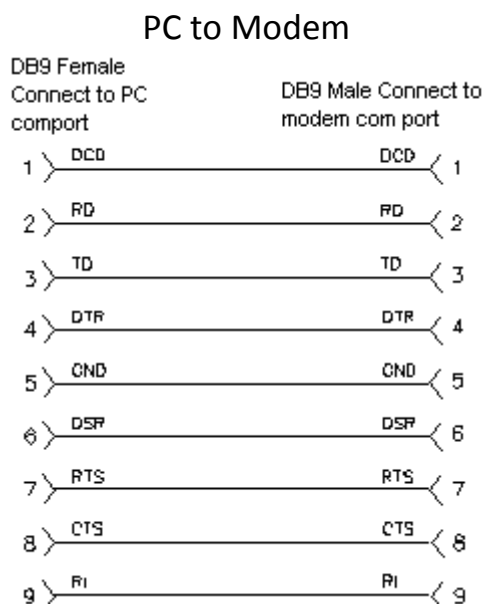 PC to Modem
DB9 Female
Connect to PC
comport
DB9 Male Connect to
modem com port
1 DCD DCD 1
2 RD RD 2
3 TD TD 3
4 DTR DTR 4
5 GND GND 5
6 DSR DSR 6
7 RTS RTS 7
8 CTS CTS 8
9 RI RI 9